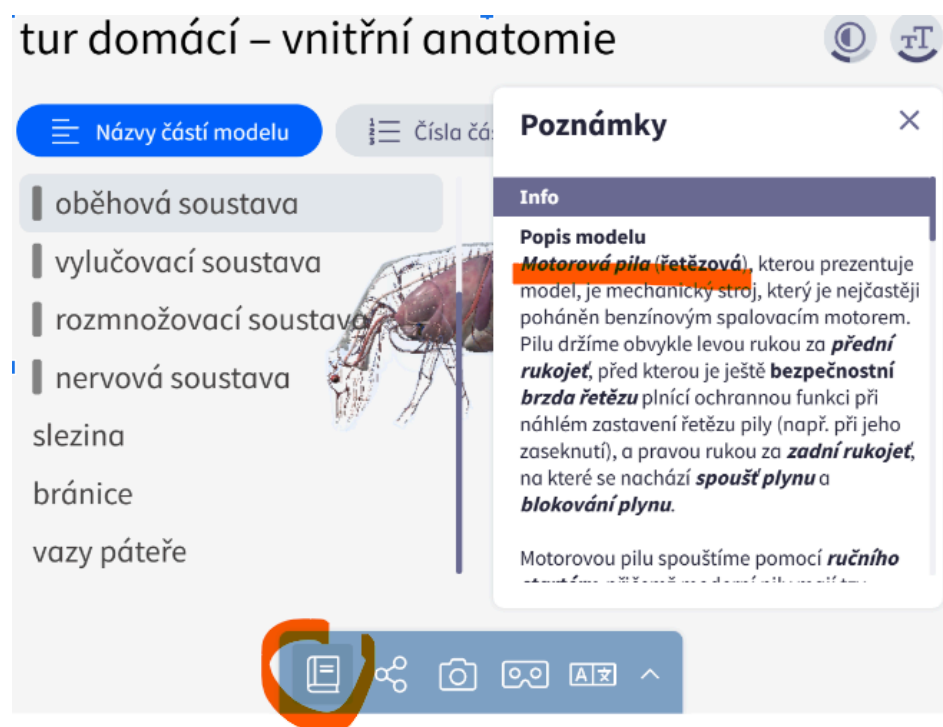 tur domácí – vnitřní anatomie
TT
Názvy částí modelu
1 2 3
Čísla čás
oběhová soustava
vylučovací soustava
rozmnožovací soustava
nervová soustava
slezina
bránice
vazy páteře
Poznámky
Info
Popis modelu
Motorová pila (řetězová), kterou prezentuje
model, je mechanický stroj, který je nejčastěji
poháněn benzínovým spalovacím motorem.
Pilu držíme obvykle levou rukou za přední
rukojeť, před kterou je ještě bezpečnostní
brzda řetězu plnící ochrannou funkci při
náhlém zastavení řetězu pily (např. při jeho
zaseknutí), a pravou rukou za zadní rukojeť,
na které se nachází spoušť plynu a
blokování plynu.
Motorovou pilu spouštíme pomocí ručního
A